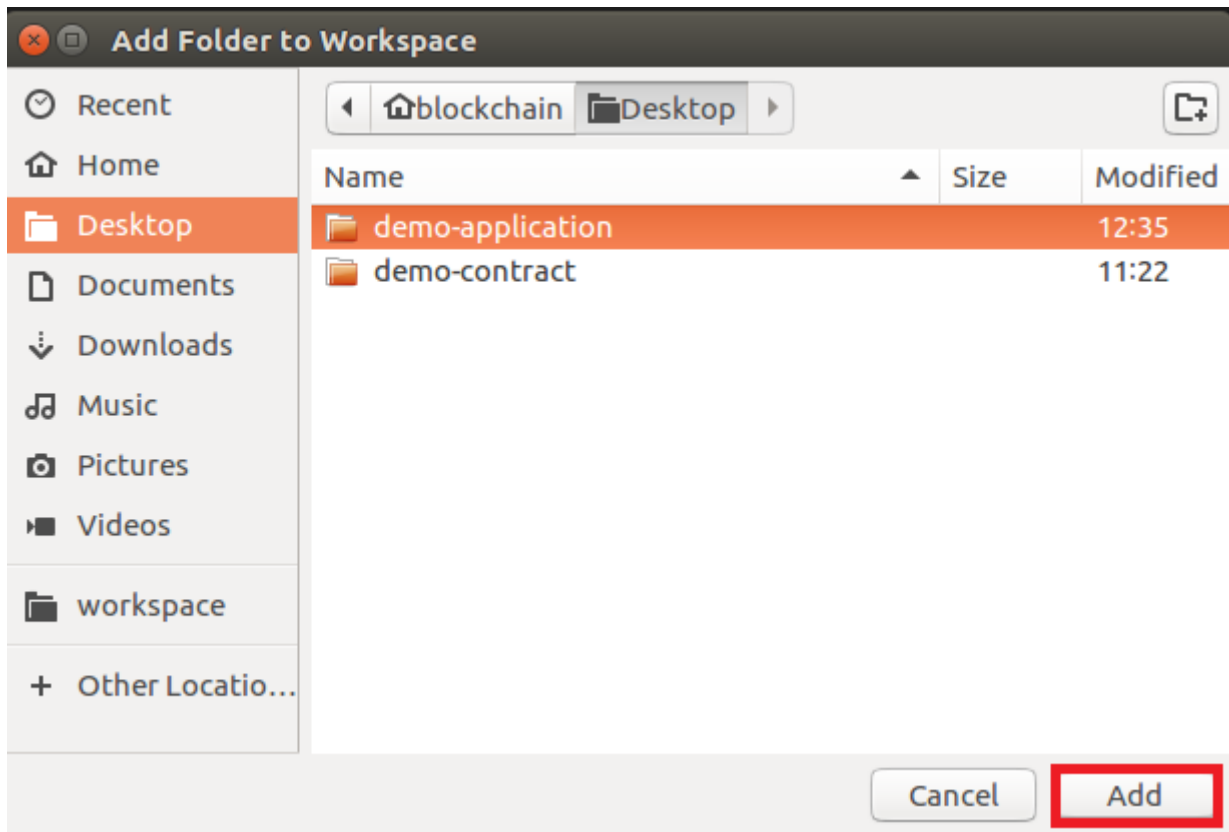 Add Folder to Workspace
Recent
Home
Desktop
Documents
Downloads
Music
Pictures
Videos
workspace
+ Other Locatio...
blockchain Desktop
Name Size Modified
demo-application 12:35
demo-contract 11:22
Cancel Add